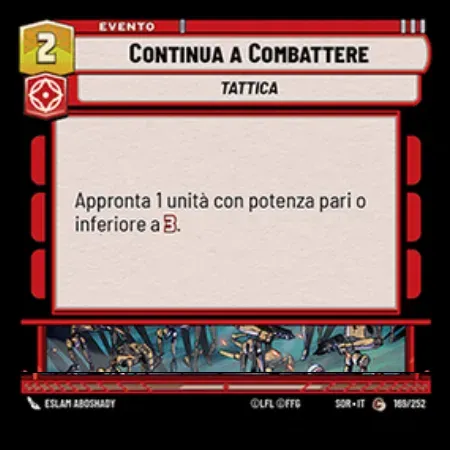 EVENTO
2
CONTINUA A COMBATTERE
TATTICA
Appronta 1 unità con potenza pari o
inferiore a 3.
ESLAM ABOSHADY
©LFL ©FFG
SOR • IT
C
169/252